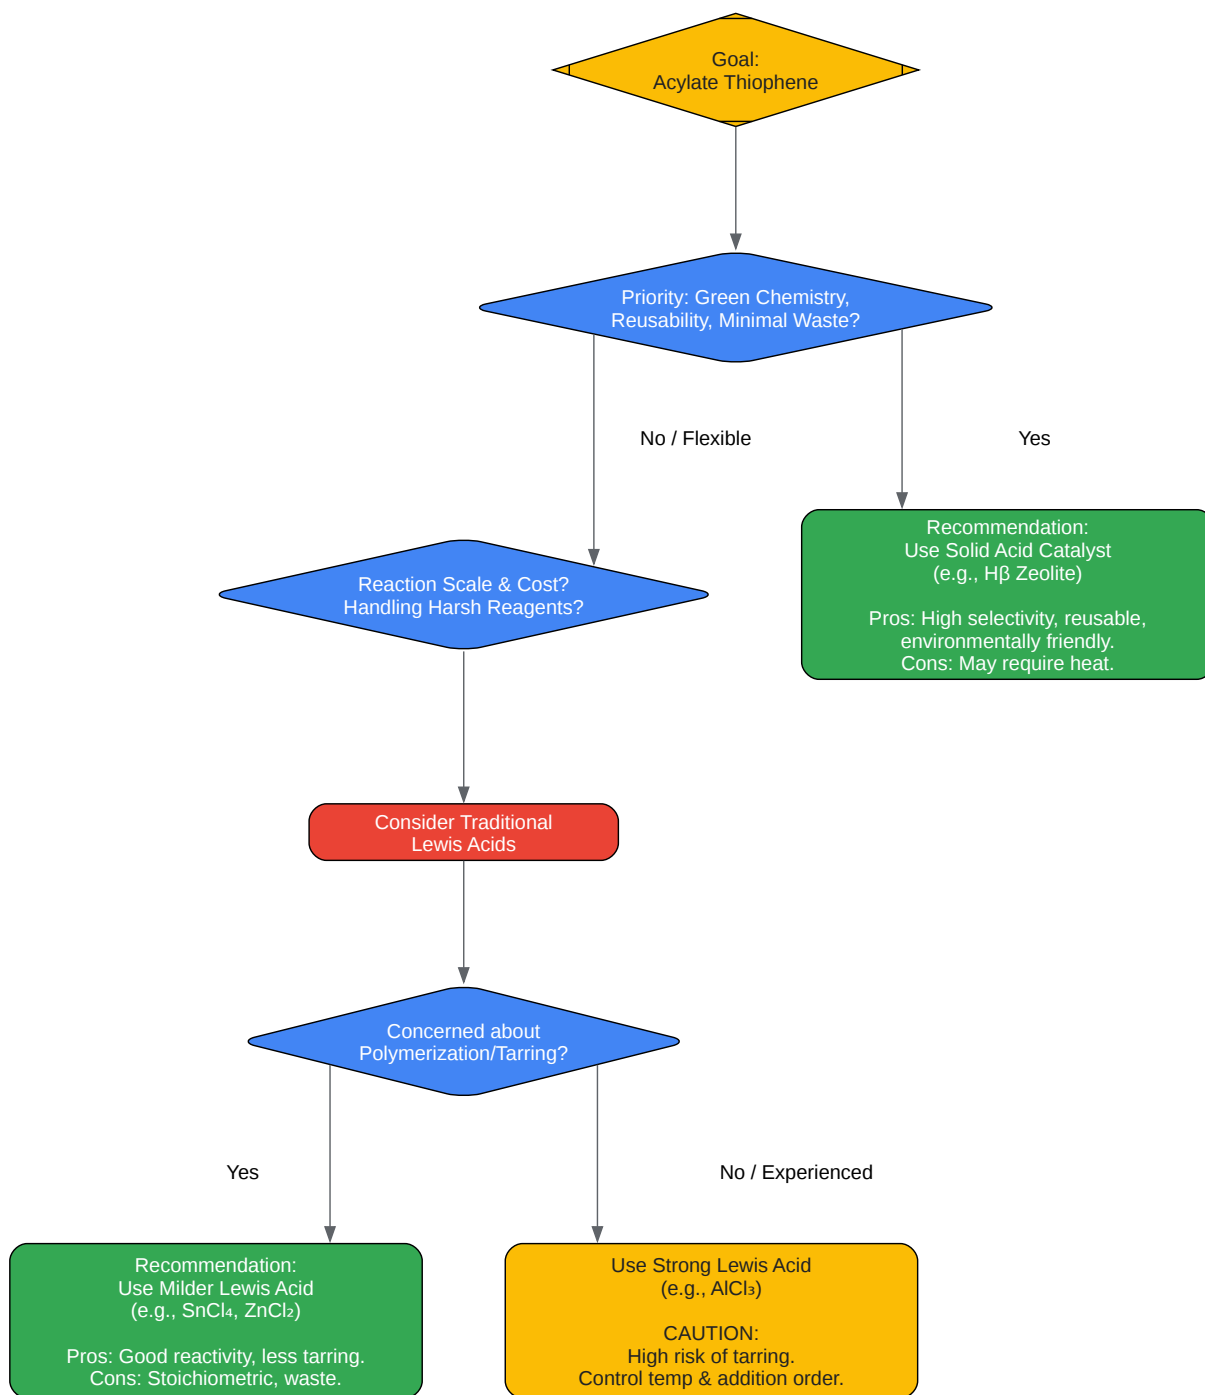 Goal:
Acylate Thiophene
Priority: Green Chemistry,
Reusability, Minimal Waste?
No / Flexible
Yes
Recommendation:
Use Solid Acid Catalyst
(e.g., Hβ Zeolite)
Pros: High selectivity, reusable,
environmentally friendly.
Cons: May require heat.
Reaction Scale & Cost?
Handling Harsh Reagents?
Consider Traditional
Lewis Acids
Concerned about
Polymerization/Tarring?
Yes
No / Experienced
Recommendation:
Use Milder Lewis Acid
(e.g., SnCl₄, ZnCl₂)
Pros: Good reactivity, less tarring.
Cons: Stoichiometric, waste.
Use Strong Lewis Acid
(e.g., AlCl₃)
CAUTION:
High risk of tarring.
Control temp & addition order.